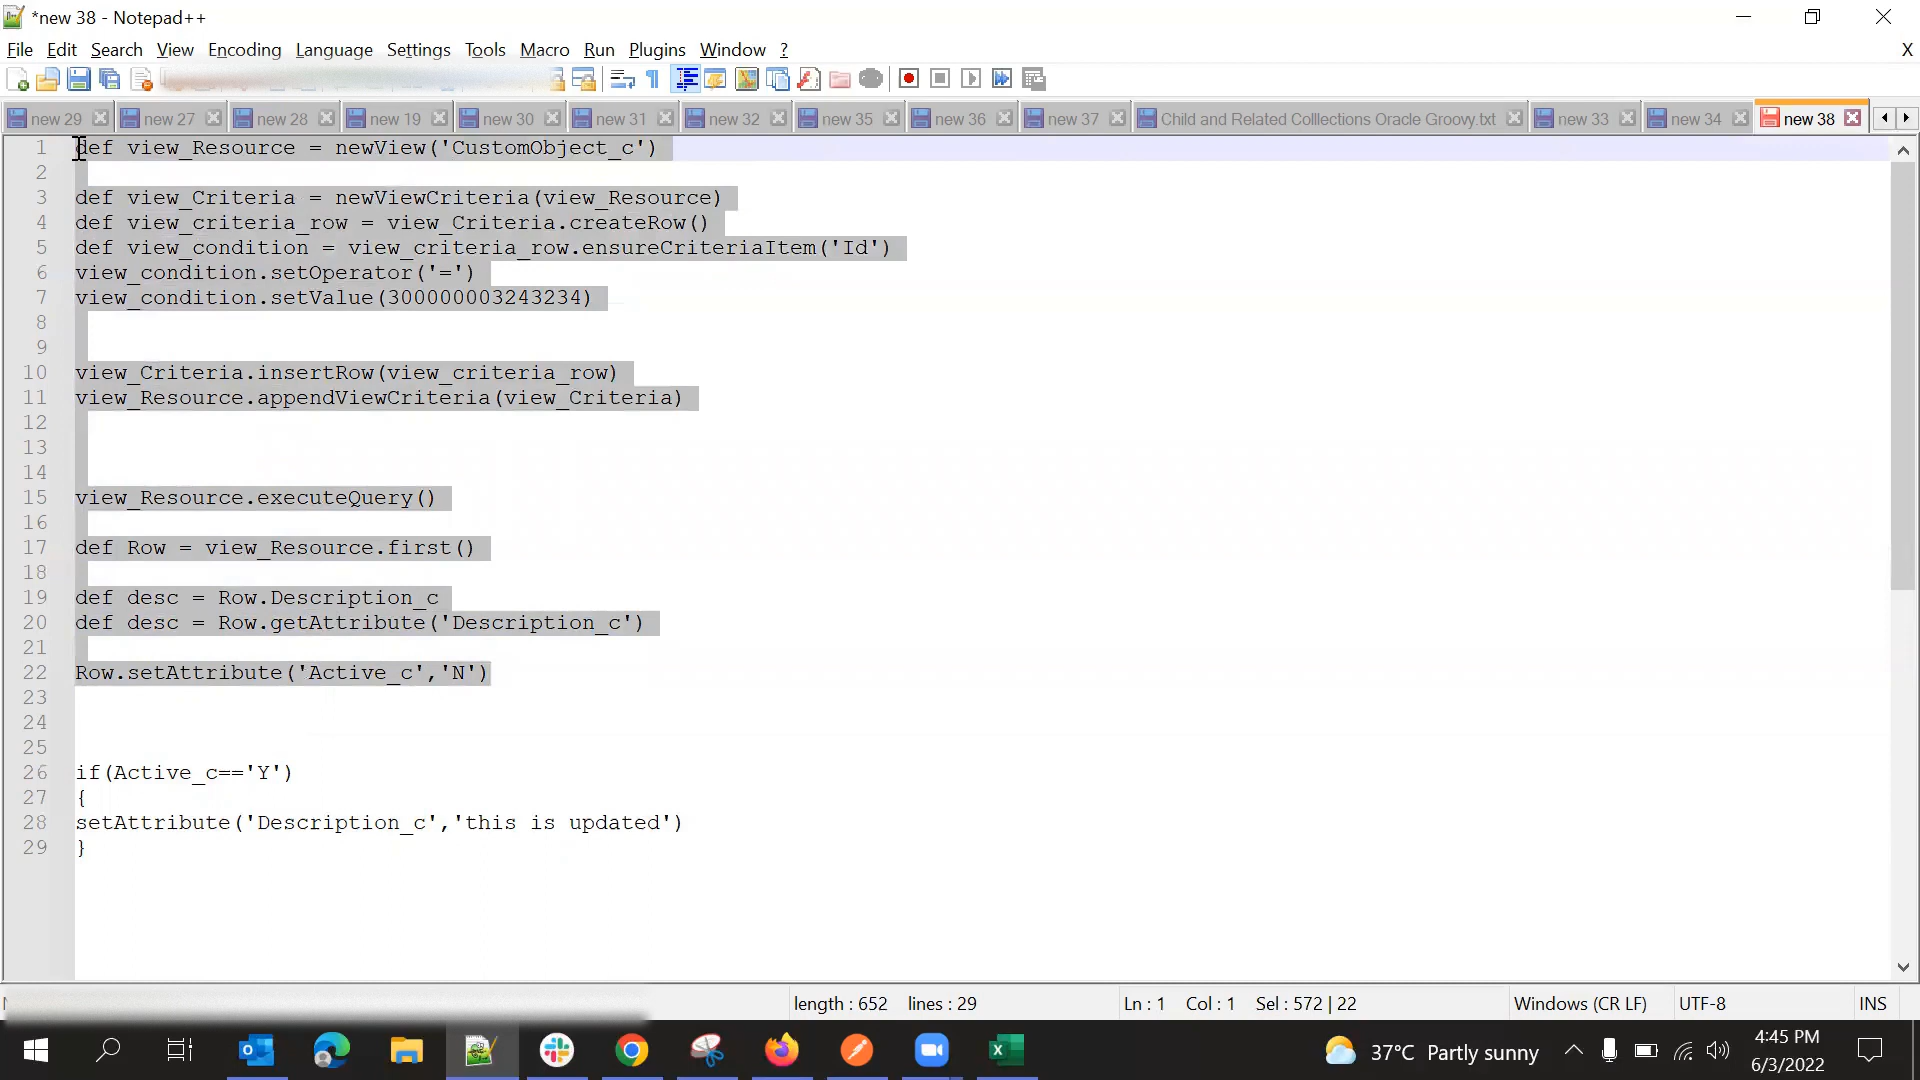 *new 38 - Notepad++
File Edit Search View Encoding Language Settings Tools Macro Run Plugins Window ? X
new 29 new 27 new 28 new 19 new 30 new 31 new 32 new 35 new 36 new 37 Child and Related Colllections Oracle Groovy.txt new 33 new 34 new 38
1 def view_Resource = newView('CustomObject_c')
2
3 def view_Criteria = newViewCriteria(view_Resource)
4 def view_criteria_row = view_Criteria.createRow()
5 def view_condition = view_criteria_row.ensureCriteriaItem('Id')
6 view_condition.setOperator('=')
7 view_condition.setValue(300000003243234)
8
9
10 view_Criteria.insertRow(view_criteria_row)
11 view_Resource.appendViewCriteria(view_Criteria)
12
13
14
15 view_Resource.executeQuery()
16
17 def Row = view_Resource.first()
18
19 def desc = Row.Description_c
20 def desc = Row.getAttribute('Description_c')
21
22 Row.setAttribute('Active_c','N')
23
24
25
26 if(Active_c=='Y')
27 {
28 setAttribute('Description_c','this is updated')
29 }
length : 652 lines : 29 Ln : 1 Col : 1 Sel : 572 | 22 Windows (CR LF) UTF-8 INS
37°C Partly sunny 4:45 PM
6/3/2022